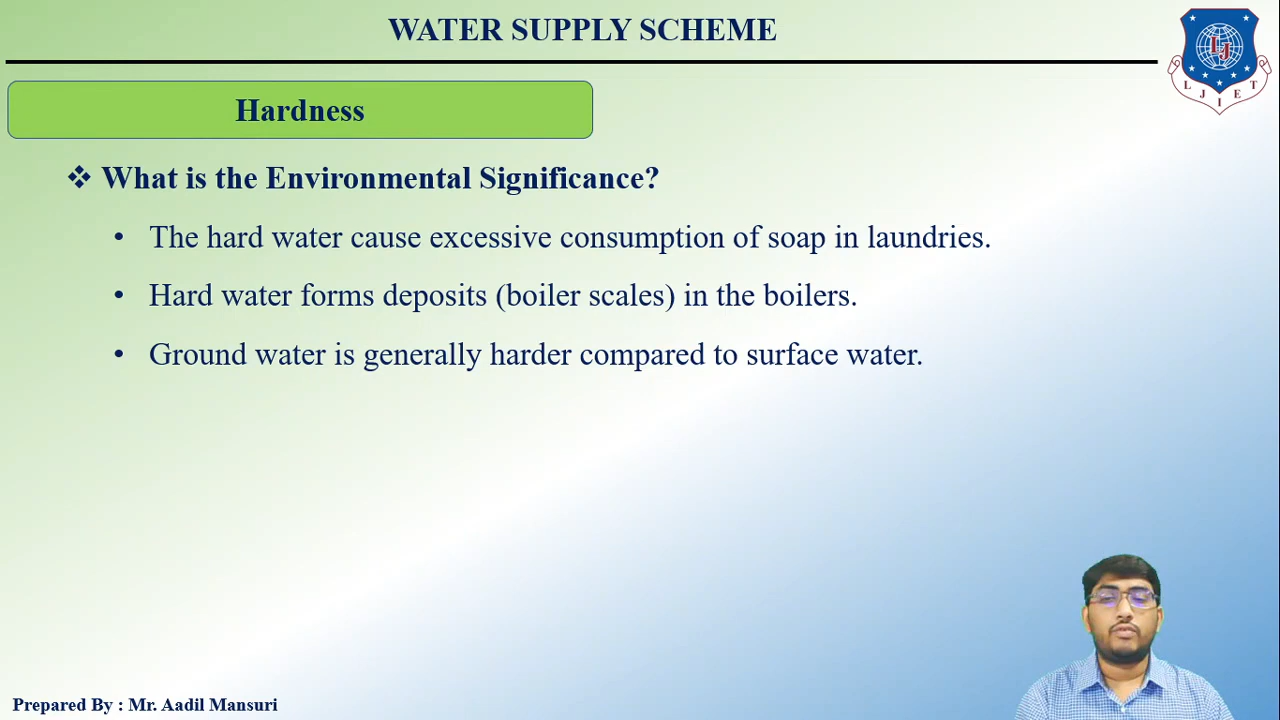 WATER SUPPLY SCHEME
LJ
L J I E T
Hardness
❖ What is the Environmental Significance?
• The hard water cause excessive consumption of soap in laundries.
• Hard water forms deposits (boiler scales) in the boilers.
• Ground water is generally harder compared to surface water.
Prepared By : Mr. Aadil Mansuri